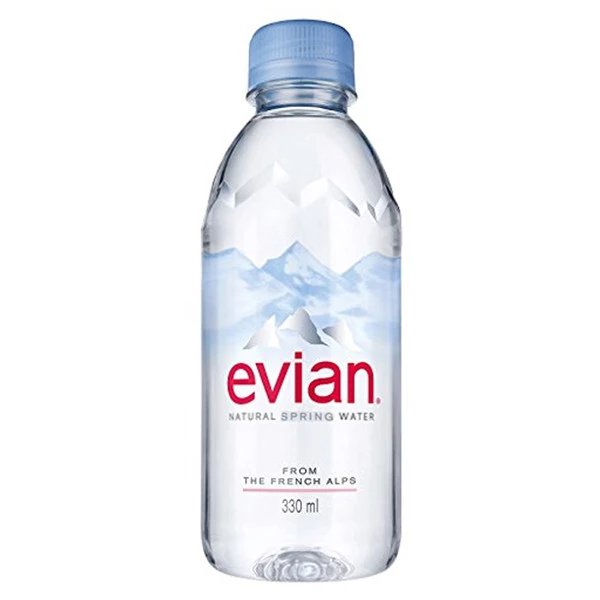 evian®
NATURAL SPRING WATER
FROM
THE FRENCH ALPS
330 ml